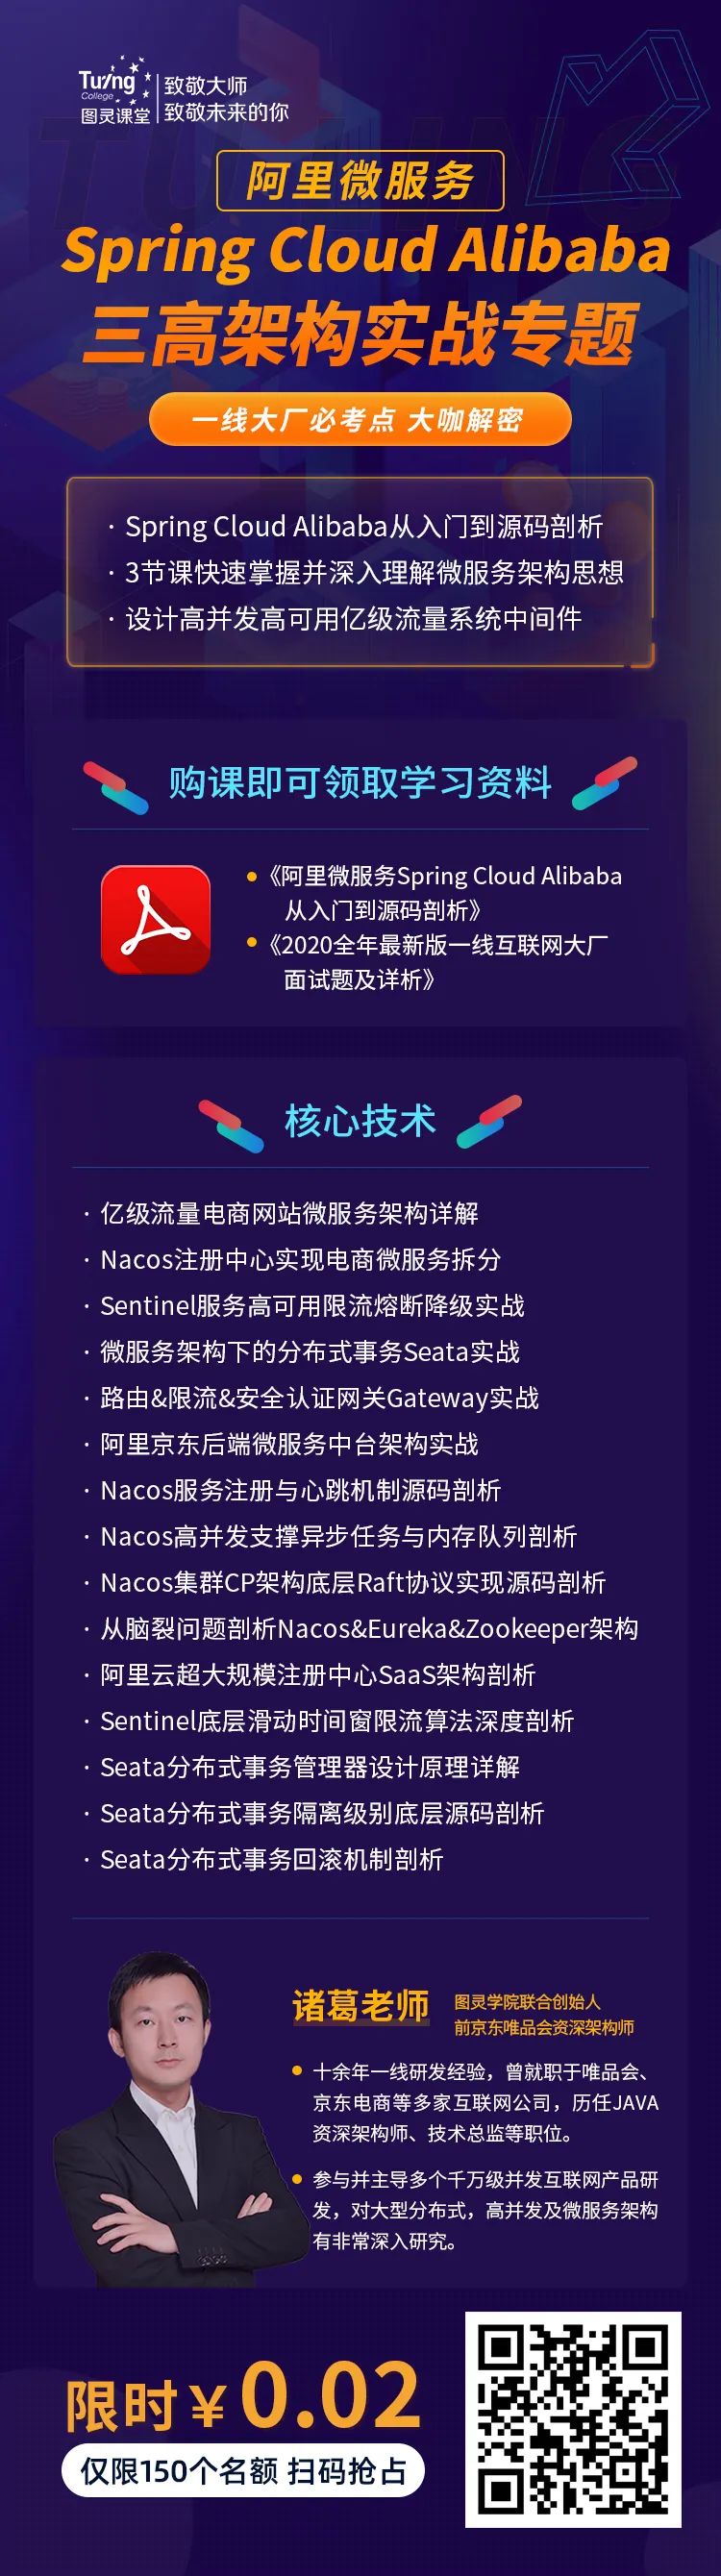 Tuling
College
图灵课堂
致敬大师
致敬未来的你
TULING
阿里微服务
Spring Cloud Alibaba
三高架构实战专题
一线大厂必考点 大咖解密
· Spring Cloud Alibaba从入门到源码剖析
· 3节课快速掌握并深入理解微服务架构思想
· 设计高并发高可用亿级流量系统中间件
购课即可领取学习资料
《阿里微服务Spring Cloud Alibaba
从入门到源码剖析》
《2020全年最新版一线互联网大厂
面试题及详析》
核心技术
· 亿级流量电商网站微服务架构详解
· Nacos注册中心实现电商微服务拆分
· Sentinel服务高可用限流熔断降级实战
· 微服务架构下的分布式事务Seata实战
· 路由&限流&安全认证网关Gateway实战
· 阿里京东后端微服务中台架构实战
· Nacos服务注册与心跳机制源码剖析
· Nacos高并发支撑异步任务与内存队列剖析
· Nacos集群CP架构底层Raft协议实现源码剖析
· 从脑裂问题剖析Nacos&Eureka&Zookeeper架构
· 阿里云超大规模注册中心SaaS架构剖析
· Sentinel底层滑动时间窗限流算法深度剖析
· Seata分布式事务管理器设计原理详解
· Seata分布式事务隔离级别底层源码剖析
· Seata分布式事务回滚机制剖析
诸葛老师
图灵学院联合创始人
前京东唯品会资深架构师
十余年一线研发经验，曾就职于唯品会、
京东电商等多家互联网公司，历任JAVA
资深架构师、技术总监等职位。
参与并主导多个千万级并发互联网产品研
发，对大型分布式，高并发及微服务架构
有非常深入研究。
限时￥0.02
仅限150个名额 扫码抢占